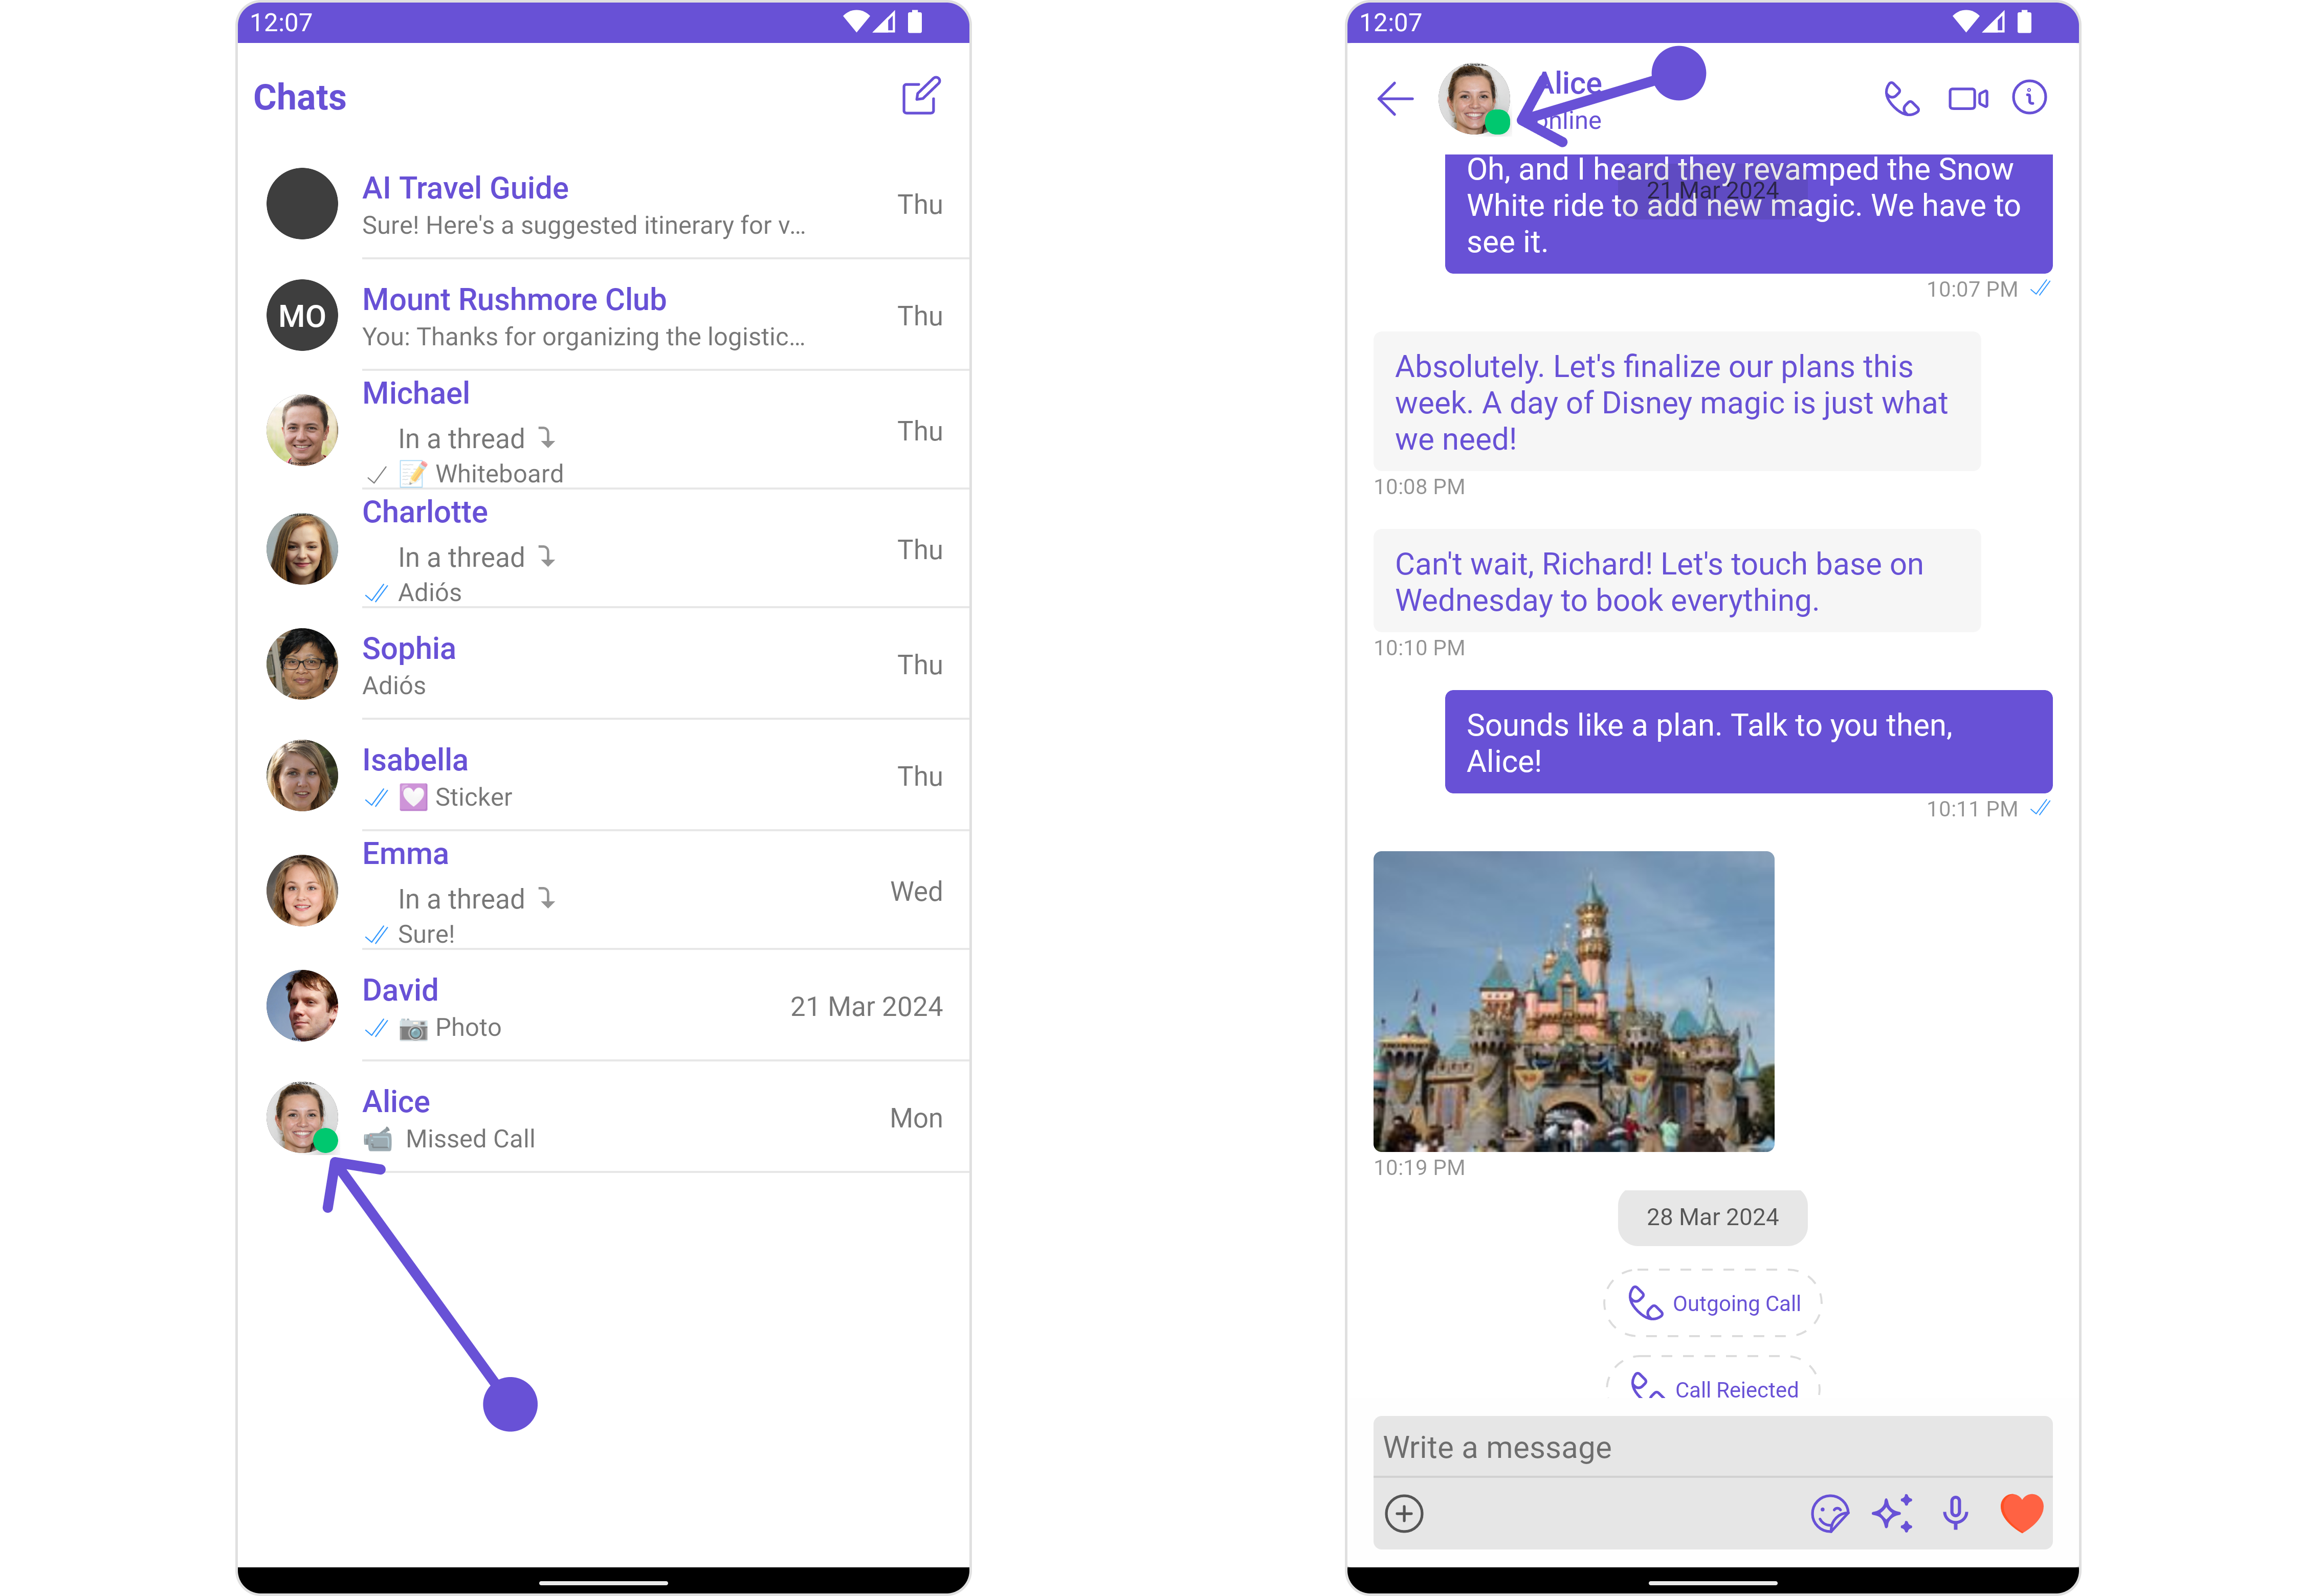 12:07
Chats
AI Travel Guide
Sure! Here's a suggested itinerary for v...
Thu
MO
Mount Rushmore Club
You: Thanks for organizing the logistic...
Thu
Michael
In a thread ⤵
Whiteboard
Thu
Charlotte
In a thread ⤵
Adiós
Thu
Sophia
Adiós
Thu
Isabella
Sticker
Thu
Emma
In a thread ⤵
Sure!
Wed
David
Photo
21 Mar 2024
Alice
Missed Call
Mon
12:07
Alice
online
Oh, and I heard they revamped the Snow
21 Mar 2024
White ride to add new magic. We have to
see it.
10:07 PM
Absolutely. Let's finalize our plans this
week. A day of Disney magic is just what
we need!
10:08 PM
Can't wait, Richard! Let's touch base on
Wednesday to book everything.
10:10 PM
Sounds like a plan. Talk to you then,
Alice!
10:11 PM
10:19 PM
28 Mar 2024
Outgoing Call
Call Rejected
Write a message